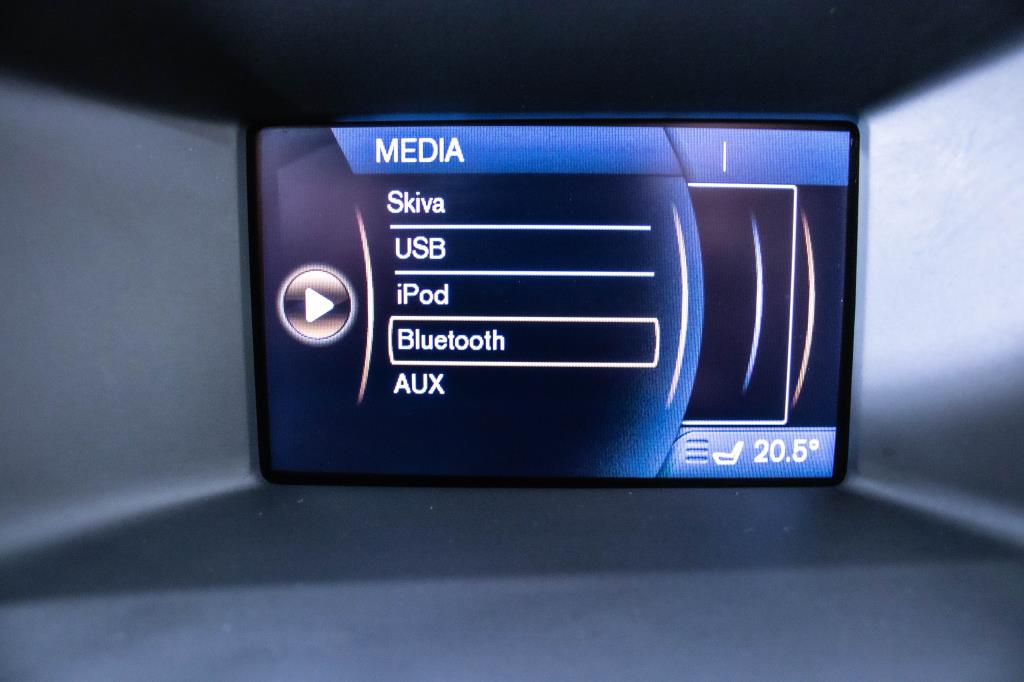 MEDIA
Skiva
USB
iPod
Bluetooth
AUX
20.5°